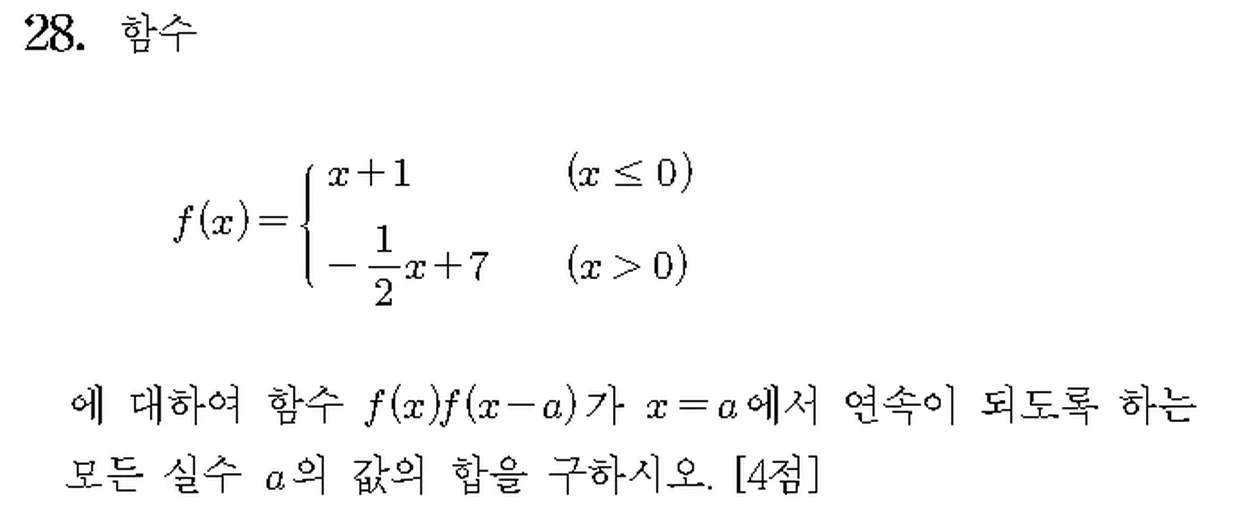 28. 함수
f(x)={ x+1 (x ≤ 0)
-1/2x+7 (x > 0)
에 대하여 함수 f(x)f(x-a)가 x=a에서 연속이 되도록 하는
모든 실수 a의 값의 합을 구하시오. [4점]